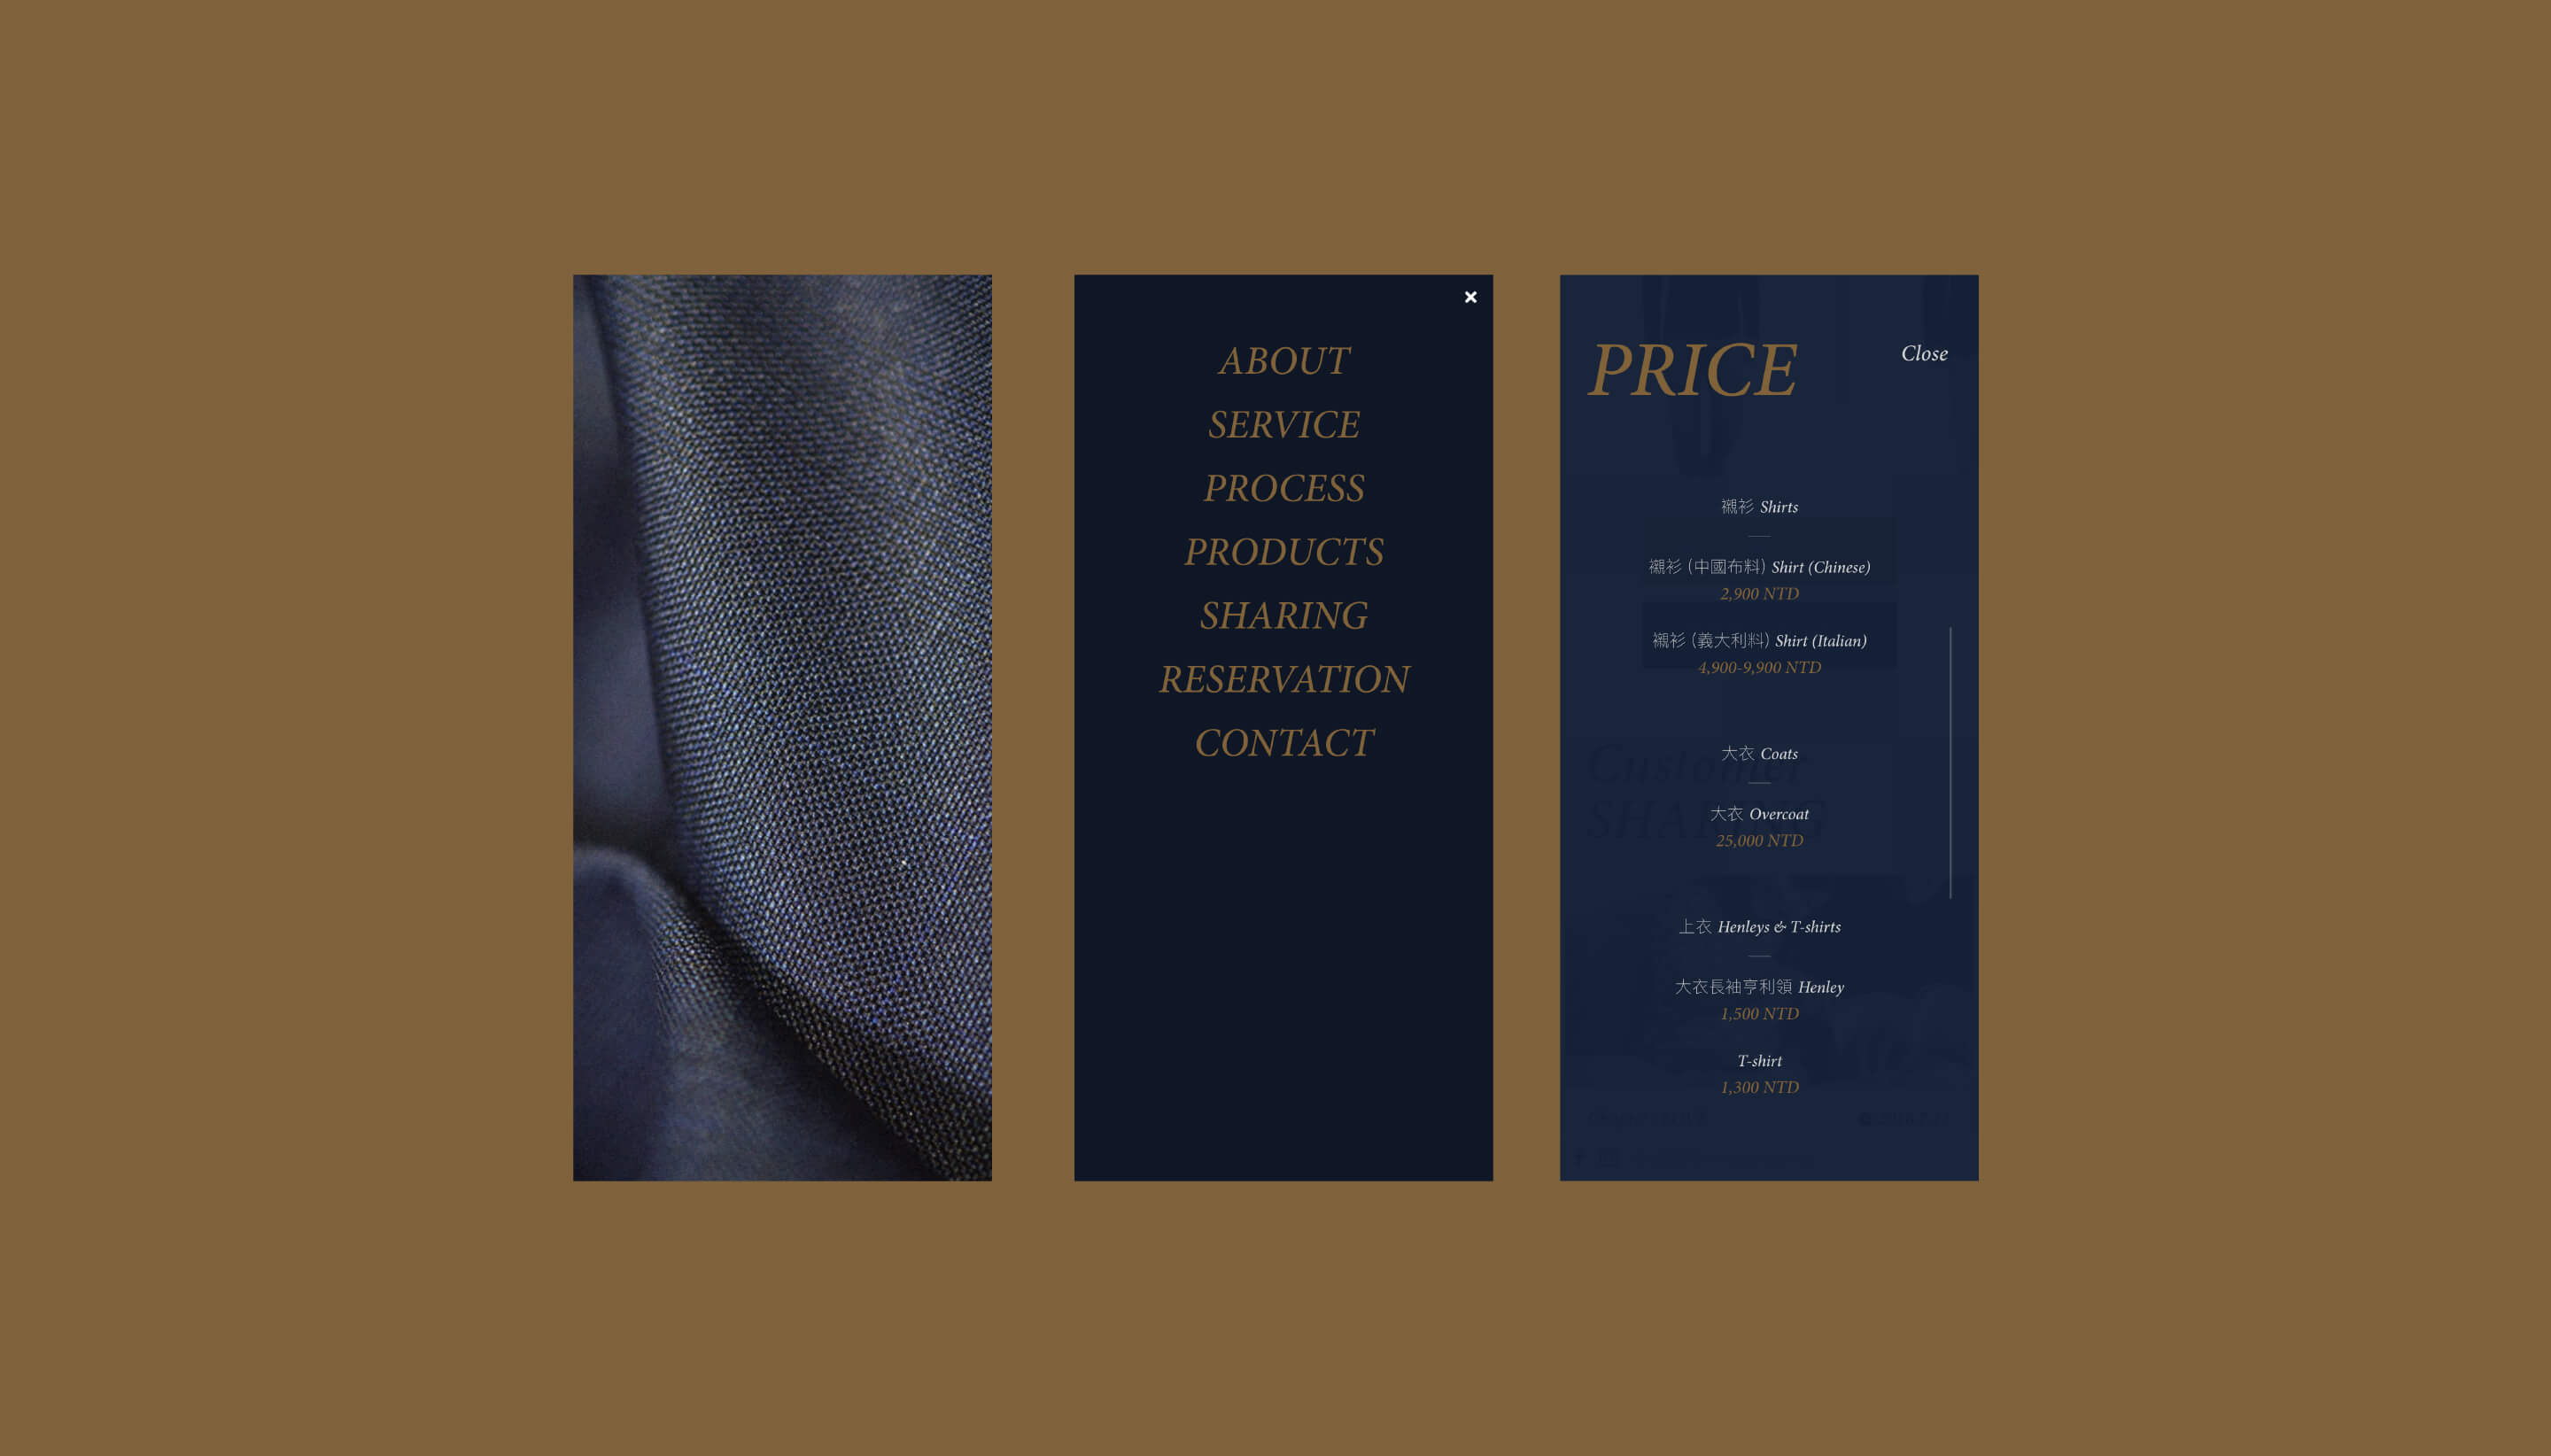 ABOUT
SERVICE
PROCESS
PRODUCTS
SHARING
RESERVATION
CONTACT
PRICE
Close
襯衫 Shirts
襯衫 (中國布料) Shirt (Chinese)
2,900 NTD
襯衫 (義大利料) Shirt (Italian)
4,900-9,900 NTD
大衣 Coats
Customer
SHARING
大衣 Overcoat
25,000 NTD
上衣 Henleys & T-shirts
大衣長袖亨利領 Henley
1,500 NTD
T-shirt
1,300 NTD